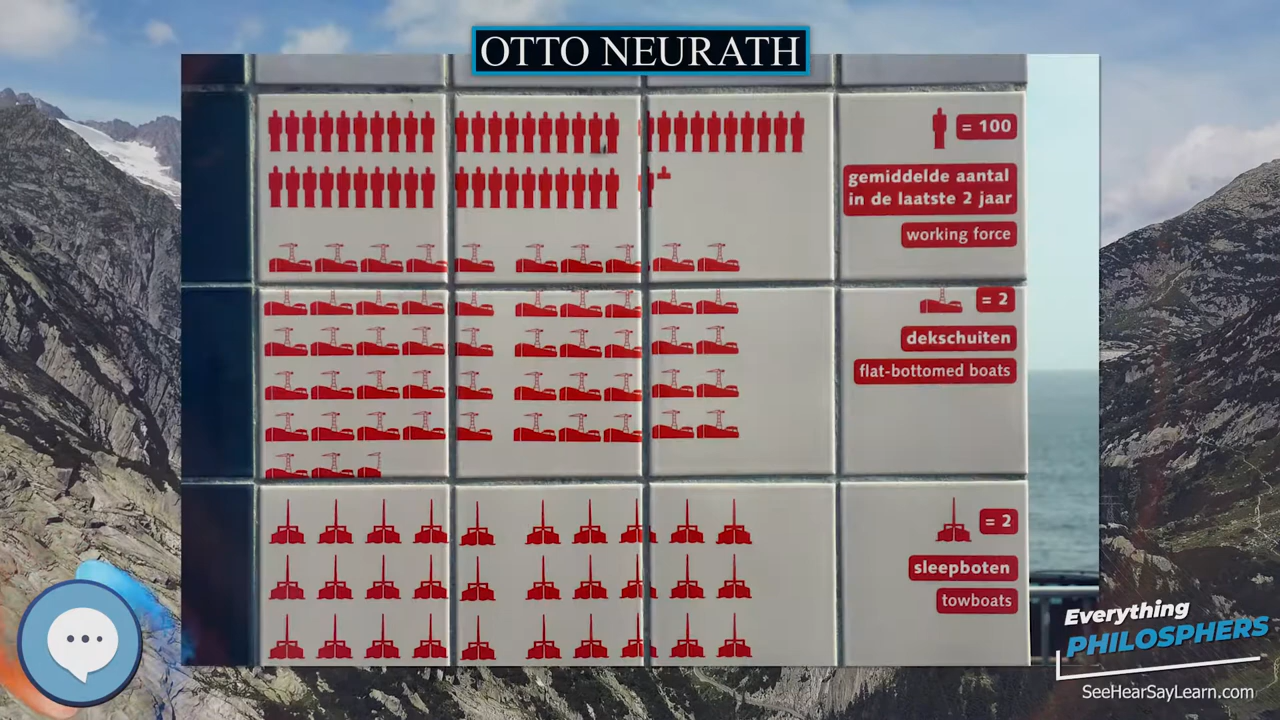 OTTO NEURATH
= 100
gemiddelde aantal
in de laatste 2 jaar
working force
= 2
dekschuiten
flat-bottomed boats
= 2
sleepboten
towboats
Everything
PHILOSPHERS
SeeHearSayLearn.com